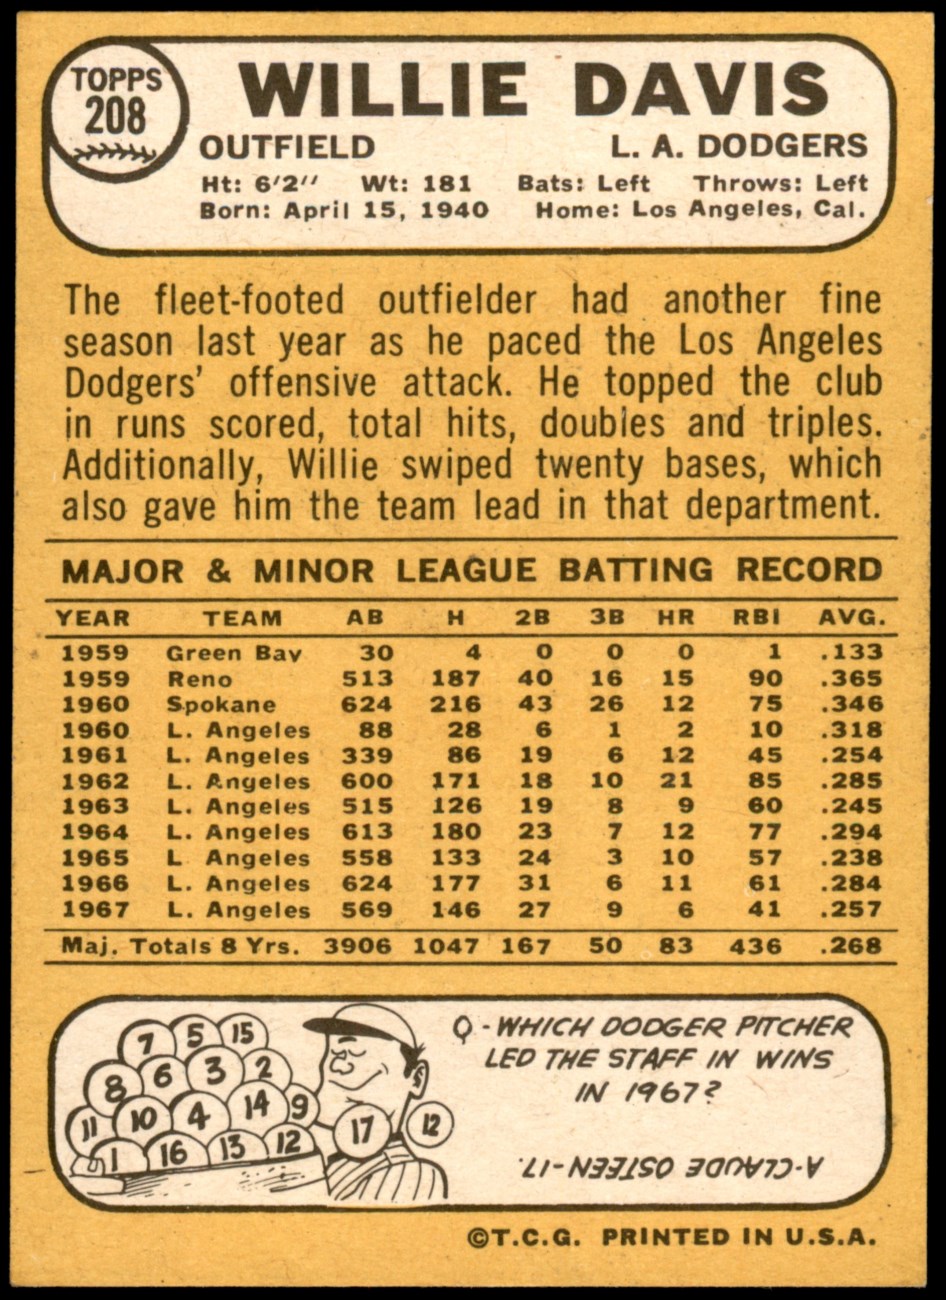 TOPPS
208
WILLIE DAVIS
OUTFIELD L. A. DODGERS
Ht: 6'2" Wt: 181 Bats: Left Throws: Left
Born: April 15, 1940 Home: Los Angeles, Cal.
The fleet-footed outfielder had another fine
season last year as he paced the Los Angeles
Dodgers' offensive attack. He topped the club
in runs scored, total hits, doubles and triples.
Additionally, Willie swiped twenty bases, which
also gave him the team lead in that department.
MAJOR & MINOR LEAGUE BATTING RECORD
YEAR TEAM AB H 2B 3B HR RBI AVG.
1959 Green Bay 30 4 0 0 0 1 .133
1959 Reno 513 187 40 16 15 90 .365
1960 Spokane 624 216 43 26 12 75 .346
1960 L. Angeles 88 28 6 1 2 10 .318
1961 L. Angeles 339 86 19 6 12 45 .254
1962 L. Angeles 600 171 18 10 21 85 .285
1963 L. Angeles 515 126 19 8 9 60 .245
1964 L. Angeles 613 180 23 7 12 77 .294
1965 L Angeles 558 133 24 3 10 57 .238
1966 L. Angeles 624 177 31 6 11 61 .284
1967 L. Angeles 569 146 27 9 6 41 .257
Maj. Totals 8 Yrs. 3906 1047 167 50 83 436 .268
7 5 15
8 6 3 2
11 10 4 14 9 17 12
1 16 13 12
Q - WHICH DODGER PITCHER
LED THE STAFF IN WINS
IN 1967?
A-CLAUDE OSTEEN-17.
©T.C.G. PRINTED IN U.S.A.